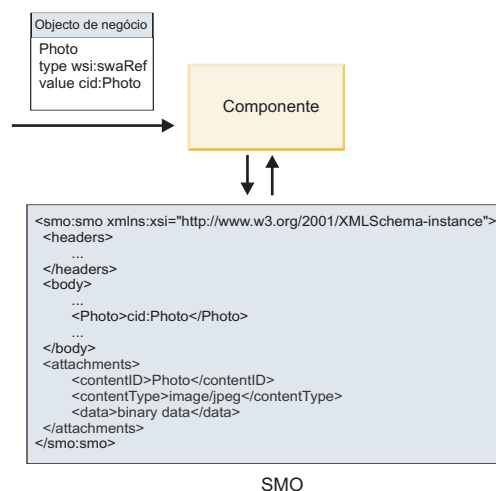 Objecto de negócio
Photo
type wsi:swaRef
value cid:Photo
Componente
<smo:smo xmlns:xsi="http://www.w3.org/2001/XMLSchema-instance">
<headers>
...
</headers>
<body>
...
<Photo>cid:Photo</Photo>
...
</body>
<attachments>
<contentID>Photo</contentID>
<contentType>image/jpeg</contentType>
<data>binary data</data>
</attachments>
</smo:smo>
SMO